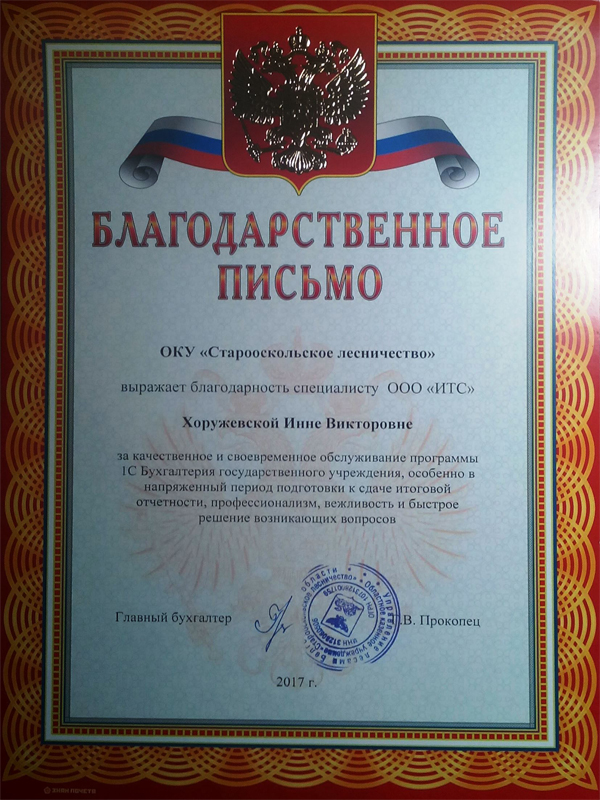 БЛАГОДАРСТВЕННОЕ
ПИСЬМО
ОКУ «Старооскольское лесничество»
выражает благодарность специалисту ООО «ИТС»
Хоружевской Инне Викторовне
за качественное и своевременное обслуживание программы
1С Бухгалтерия государственного учреждения, особенно в
напряженный период подготовки к сдаче итоговой
отчетности, профессионализм, вежливость и быстрое
решение возникающих вопросов
Главный бухгалтер
В. Прокопец
2017 г.